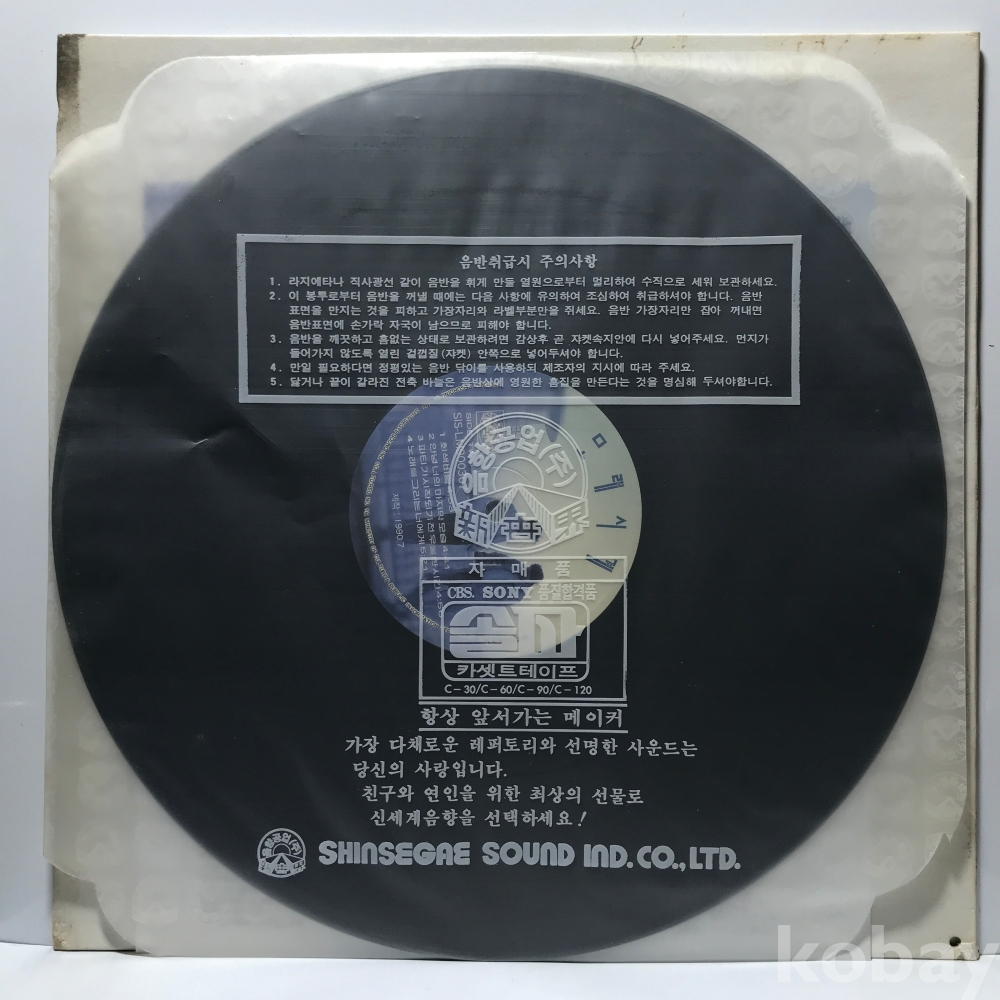 음반취급시 주의사항
1. 라지에타나 직사광선 같이 음반을 휘게 만들 열원으로부터 멀리하여 수직으로 세워 보관하세요.
2. 이 봉투로부터 음반을 꺼낼 때에는 다음 사항에 유의하여 조심하여 취급하셔야 합니다. 음반
표면을 만지는 것을 피하고 가장자리와 라벨부분만을 쥐세요. 음반 가장자리만 잡아 꺼내면
음반표면에 손가락 자국이 남으므로 피해야 합니다.
3. 음반을 깨끗하고 흠없는 상태로 보관하려면 감상후 곧 쟈켓속지안에 다시 넣어주세요. 먼지가
들어가지 않도록 열린 겉껍질(쟈켓) 안쪽으로 넣어두셔야 합니다.
4. 만일 필요하다면 정평있는 음반 닦이를 사용하되 제조자의 지시에 따라 주세요.
5. 닳거나 끝이 갈라진 전축 바늘은 음반상에 영원한 흠집을 만든다는 것을 명심해 두셔야합니다.
음향공업(주)
미래시계
제작: 1990.7
자매품
CBS. SONY 품질합격품
카셋트테이프
C-30/C-60/C-90/C-120
항상 앞서가는 메이커
가장 다채로운 레퍼토리와 선명한 사운드는
당신의 사랑입니다.
친구와 연인을 위한 최상의 선물로
신세계음향을 선택하세요!
SHINSEGAE SOUND IND. CO., LTD.
kobay